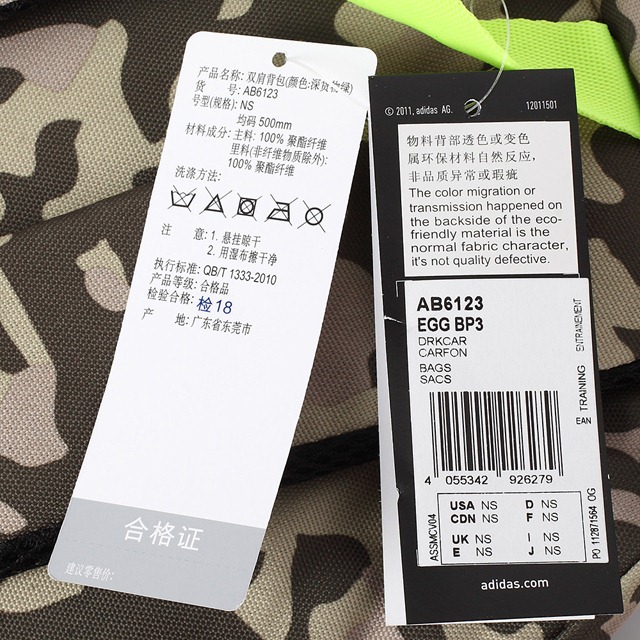 产品名称: 双肩背包(颜色:深货物绿)
货 号: AB6123
号型(规格): NS
均码 500mm
材料成分: 主料: 100% 聚酯纤维
里料(非纤维物质除外):
100% 聚酯纤维
洗涤方法:
注 意: 1. 悬挂晾干
2. 用湿布擦干净
执行标准: QB/T 1333-2010
产品等级: 合格品
检验合格: 检 18
产 地: 广东省东莞市
合格证
建议零售价:
© 2011, adidas AG.
12011501
物料背部透色或变色
属环保材料自然反应,
非品质异常或瑕疵
The color migration or
transmission happened on
the backside of the eco-
friendly material is the
normal fabric character,
it's not quality defective.
AB6123
EGG BP3
DRKCAR
CARFON
BAGS
SACS
TRAINING
ENTRAINEMENT
EAN
4 055342 926279
ASSMCV04
USA NS D NS
CDN NS F NS
UK NS I NS
E NS J NS
PO 112871564 OG
adidas.com